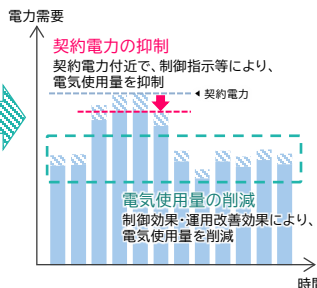 電力需要
契約電力の抑制
契約電力付近で、制御指示等により、
電気使用量を抑制
契約電力
電気使用量の削減
制御効果・運用改善効果により、
電気使用量を削減
時間